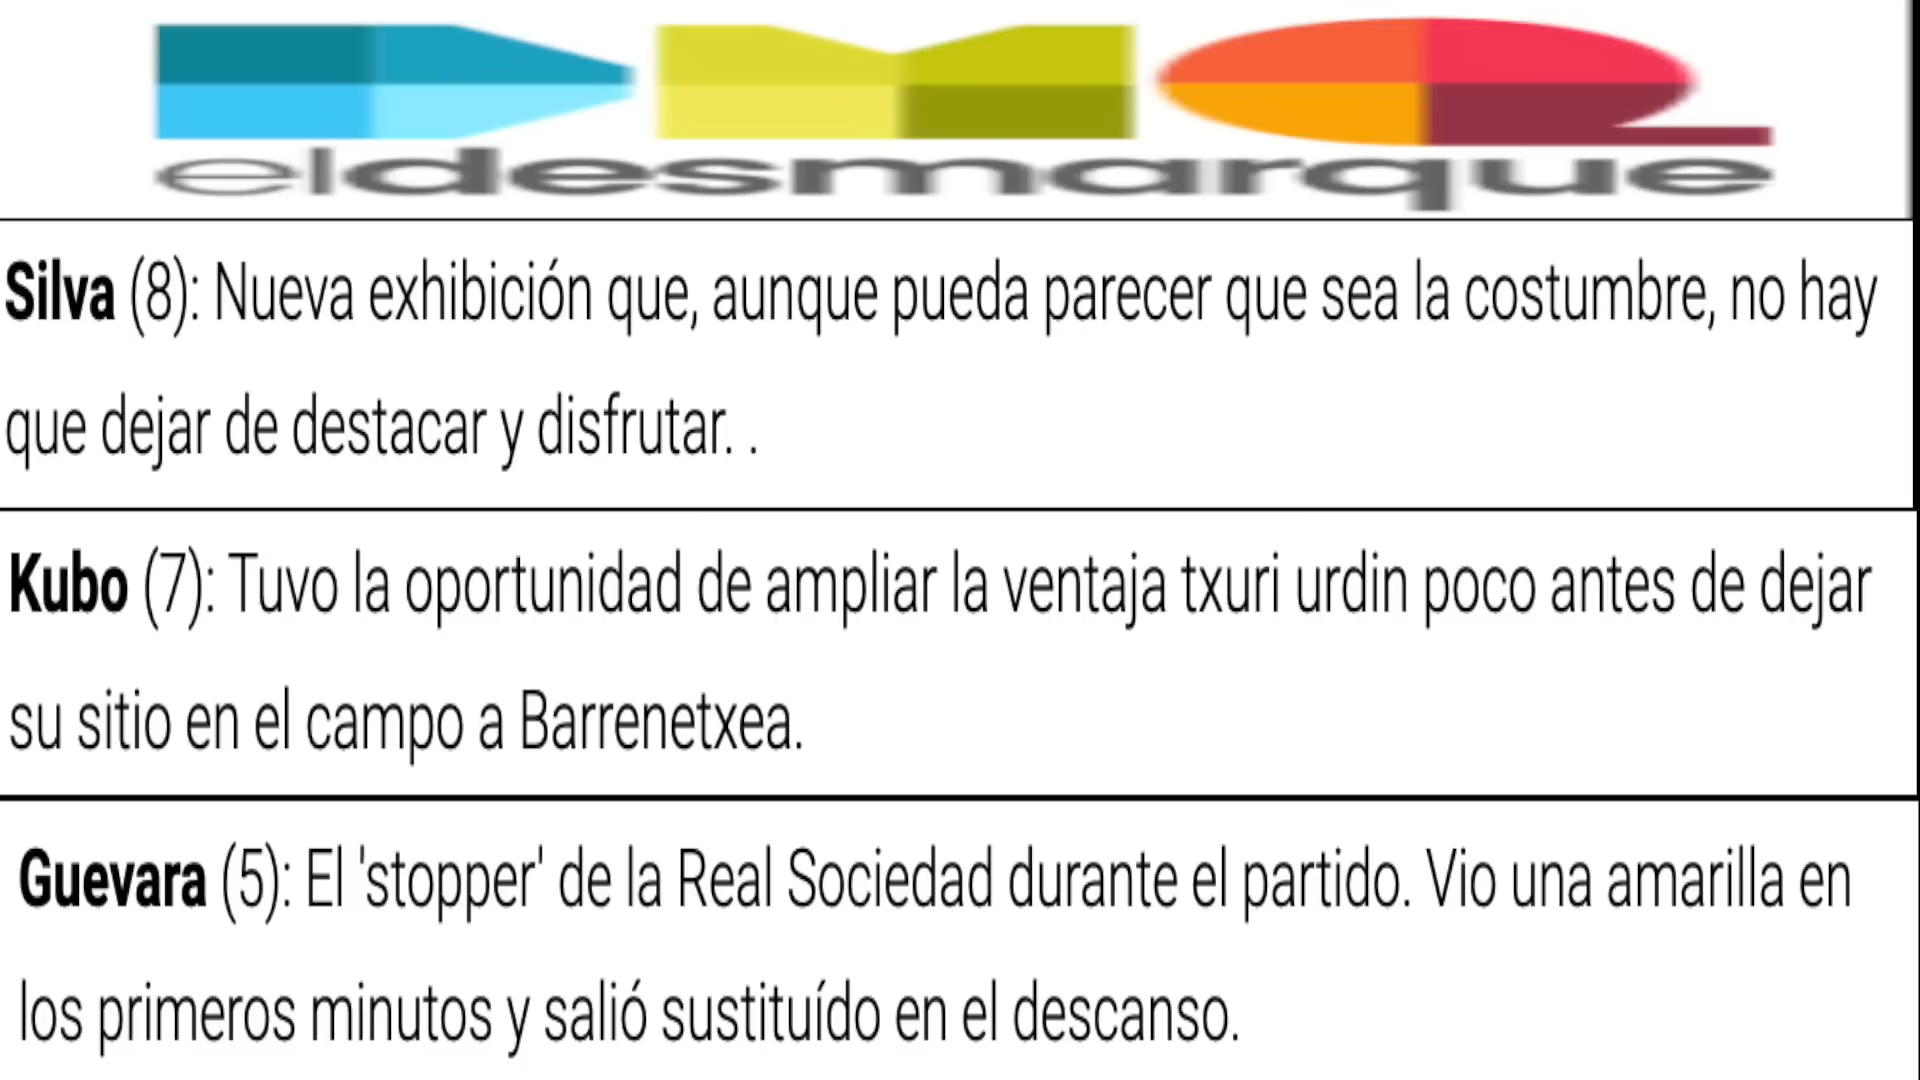 eldesmarque
Silva (8): Nueva exhibición que, aunque pueda parecer que sea la costumbre, no hay
que dejar de destacar y disfrutar. .
Kubo (7): Tuvo la oportunidad de ampliar la ventaja txuri urdin poco antes de dejar
su sitio en el campo a Barrenetxea.
Guevara (5): El 'stopper' de la Real Sociedad durante el partido. Vio una amarilla en
los primeros minutos y salió sustituído en el descanso.